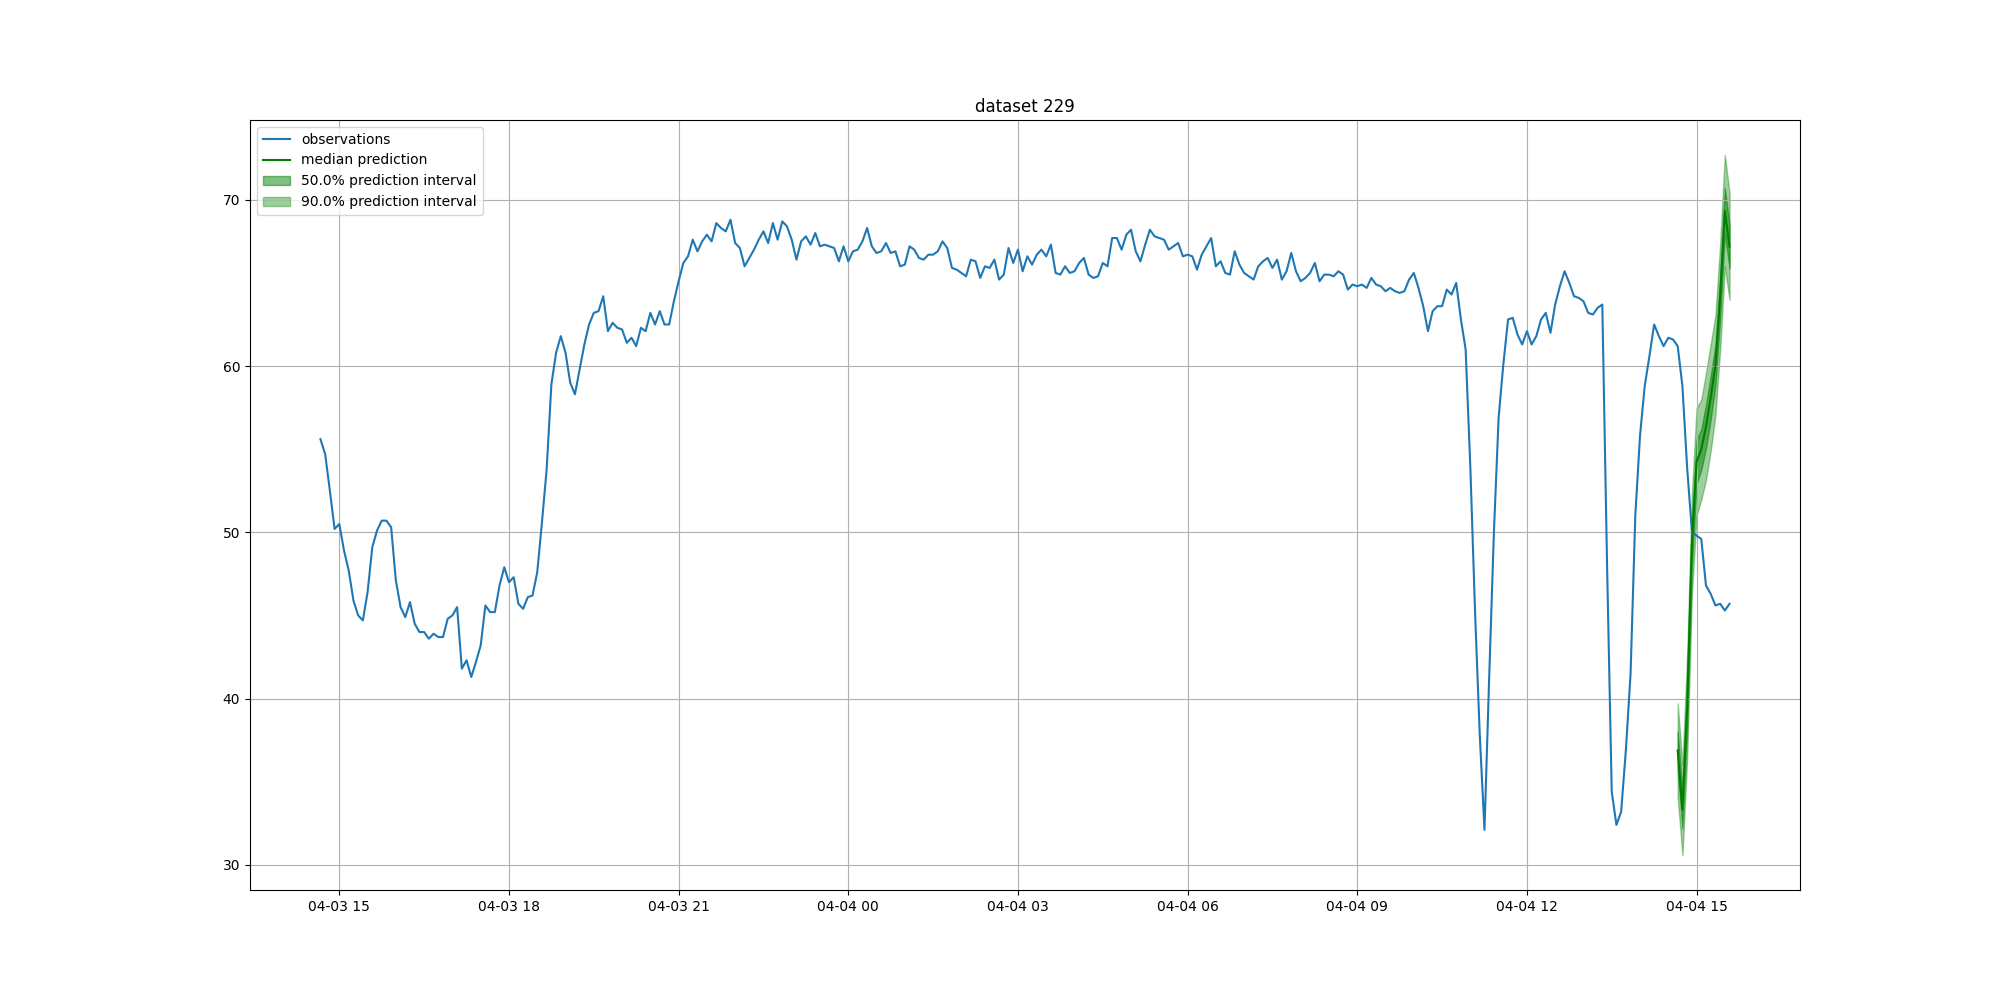 dataset 229
observations
median prediction
50.0% prediction interval
90.0% prediction interval
70
60
50
40
30
04-03 15
04-03 18
04-03 21
04-04 00
04-04 03
04-04 06
04-04 09
04-04 12
04-04 15